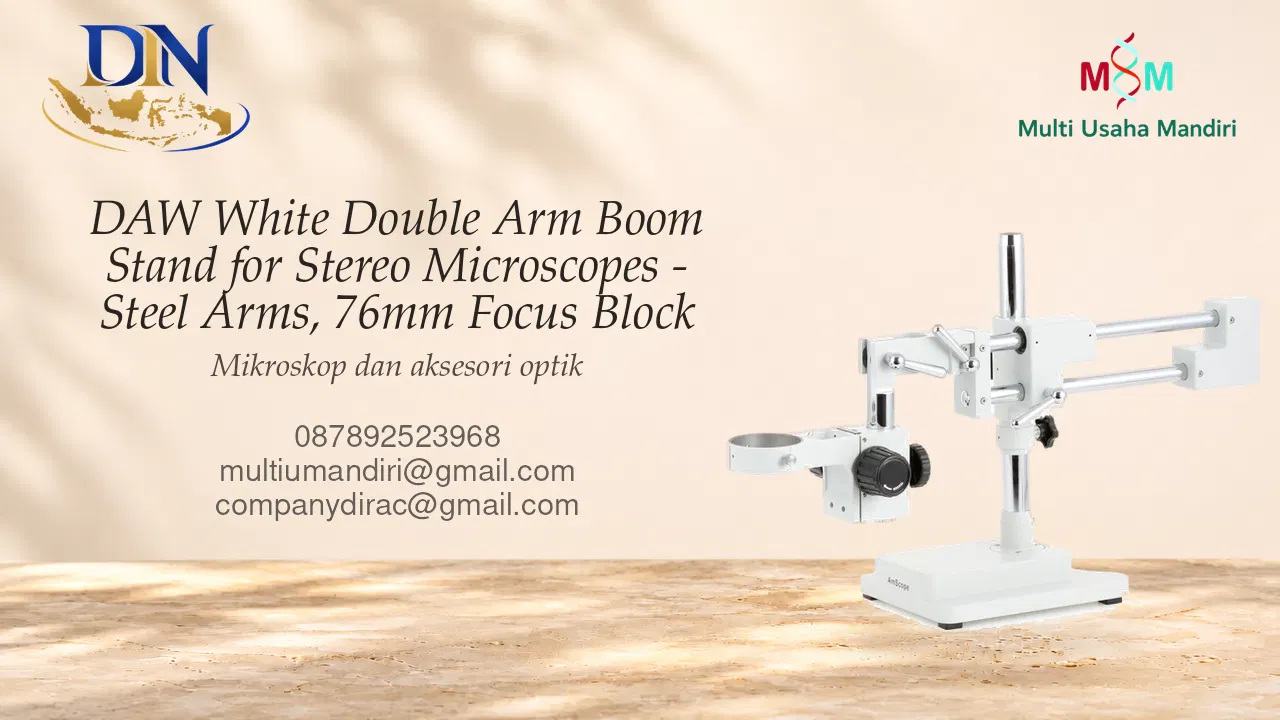 DIN
M M
Multi Usaha Mandiri
DAW White Double Arm Boom
Stand for Stereo Microscopes -
Steel Arms, 76mm Focus Block
Mikroskop dan aksesori optik
087892523968
multiumandiri@gmail.com
companydirac@gmail.com
AmScope